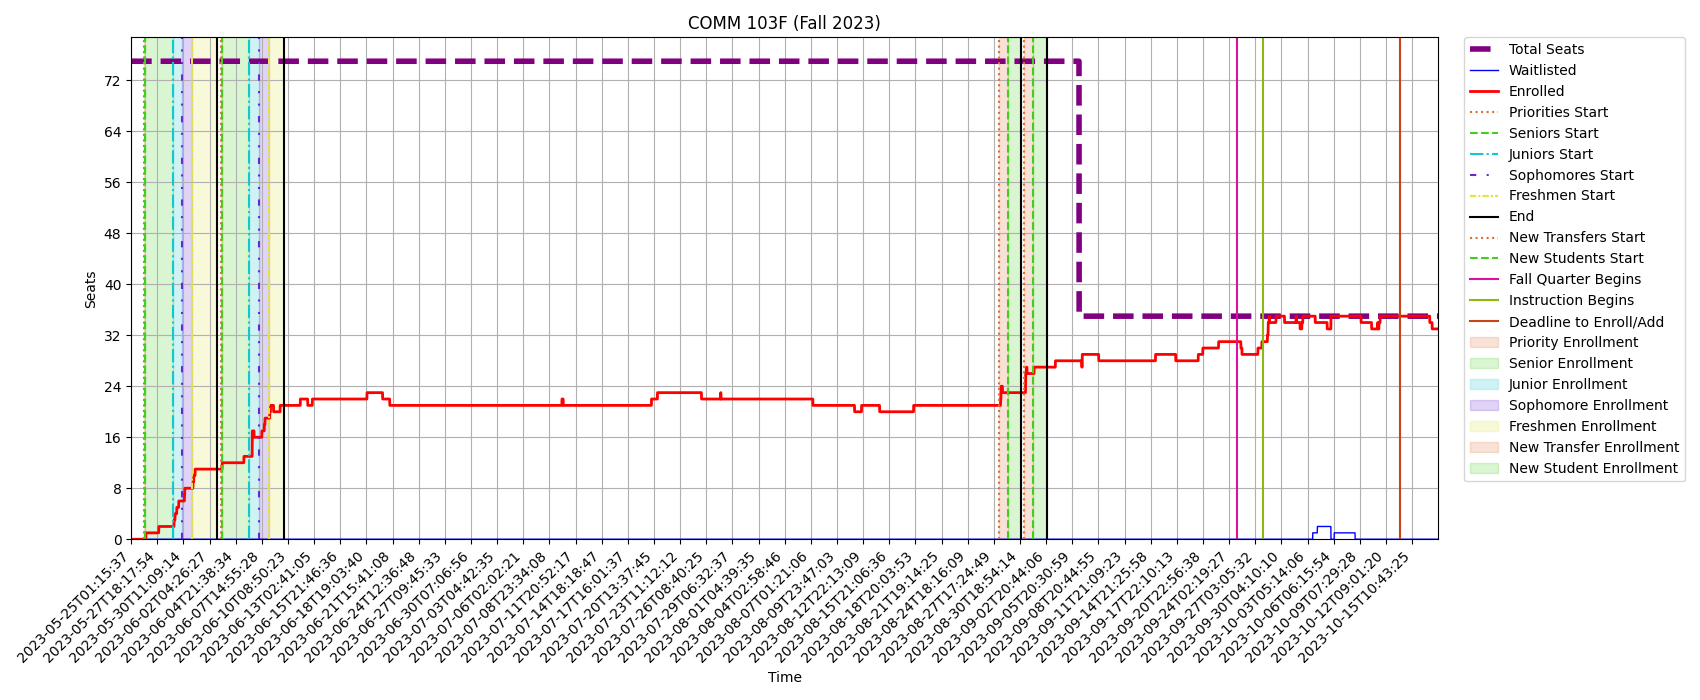 COMM 103F (Fall 2023)
Seats
72
64
56
48
40
32
24
16
8
0
2023-05-25T01:15:37
2023-05-27T18:17:54
2023-05-30T11:09:14
2023-06-02T04:26:27
2023-06-04T21:38:34
2023-06-07T14:55:28
2023-06-10T08:50:23
2023-06-13T02:41:05
2023-06-15T21:46:36
2023-06-18T19:03:40
2023-06-21T15:41:08
2023-06-24T12:36:48
2023-06-27T09:45:33
2023-06-30T07:06:56
2023-07-03T04:42:35
2023-07-06T02:02:21
2023-07-08T23:34:08
2023-07-11T20:52:17
2023-07-14T18:18:47
2023-07-17T16:01:37
2023-07-20T13:37:45
2023-07-23T11:12:12
2023-07-26T08:40:25
2023-07-29T06:32:37
2023-08-01T04:39:35
2023-08-04T02:58:46
2023-08-07T01:21:06
2023-08-09T23:47:03
2023-08-12T22:13:09
2023-08-15T21:06:36
2023-08-18T20:03:53
2023-08-21T19:14:25
2023-08-24T18:16:09
2023-08-27T17:24:49
2023-08-30T18:54:14
2023-09-02T20:44:06
2023-09-05T20:30:59
2023-09-08T20:44:55
2023-09-11T21:09:23
2023-09-14T21:25:58
2023-09-17T22:10:13
2023-09-20T22:56:38
2023-09-24T02:19:27
2023-09-27T03:05:32
2023-09-30T04:10:10
2023-10-03T05:14:06
2023-10-06T06:15:54
2023-10-09T07:29:28
2023-10-12T09:01:20
2023-10-15T10:43:25
Time
Total Seats
Waitlisted
Enrolled
Priorities Start
Seniors Start
Juniors Start
Sophomores Start
Freshmen Start
End
New Transfers Start
New Students Start
Fall Quarter Begins
Instruction Begins
Deadline to Enroll/Add
Priority Enrollment
Senior Enrollment
Junior Enrollment
Sophomore Enrollment
Freshmen Enrollment
New Transfer Enrollment
New Student Enrollment